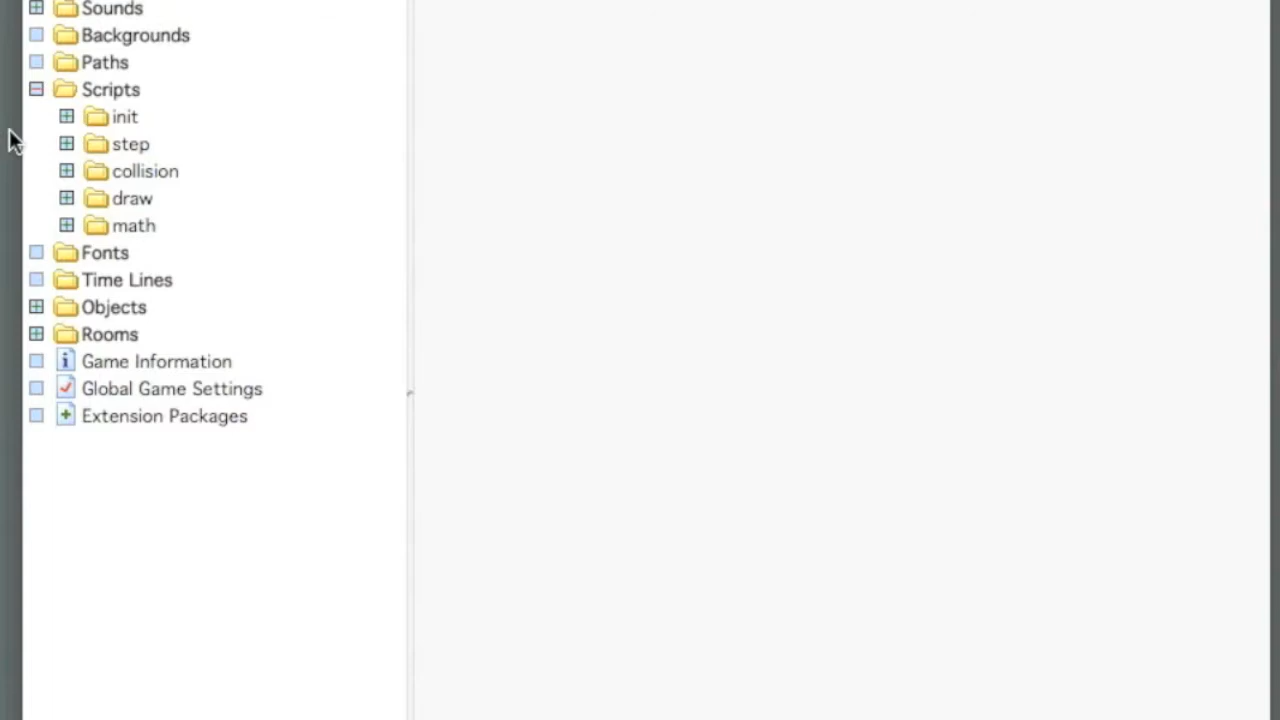 Sounds
Backgrounds
Paths
Scripts
init
step
collision
draw
math
Fonts
Time Lines
Objects
Rooms
Game Information
Global Game Settings
Extension Packages